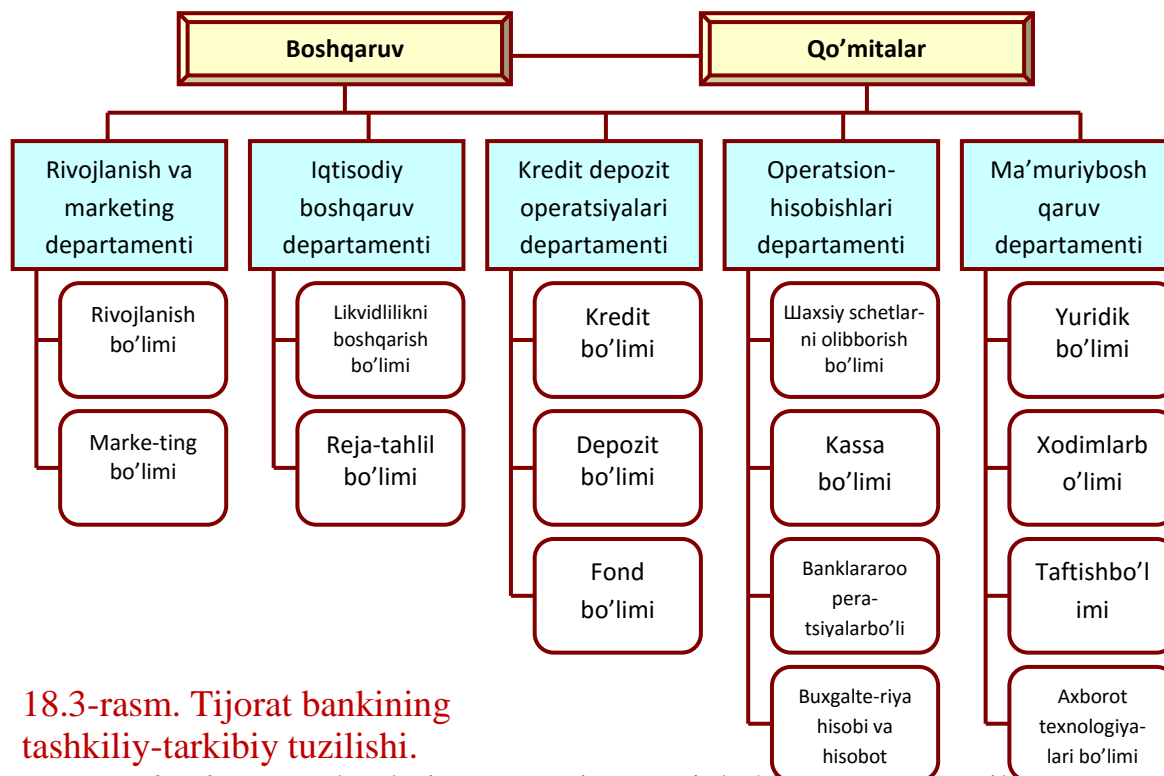 Boshqaruv
Qo’mitalar
Rivojlanish va
marketing
departamenti
Iqtisodiy
boshqaruv
departamenti
Kredit depozit
operatsiyalari
departamenti
Operatsion-
hisobishlari
departamenti
Ma’muriybosh
qaruv
departamenti
Rivojlanish
bo’limi
Marke-ting
bo’limi
Likvidlilikni
boshqarish
bo’limi
Reja-tahlil
bo’limi
Kredit
bo’limi
Depozit
bo’limi
Fond
bo’limi
Шaxsiy schetlar-
ni olibborish
bo’limi
Kassa
bo’limi
Banklararoo
pera-
tsiyalarbo’li
Buxgalte-riya
hisobi va
hisobot
Yuridik
bo’limi
Xodimlarb
o’limi
Taftishbo’l
imi
Axborot
texnologiya-
lari bo’limi
18.3-rasm. Tijorat bankining
tashkiliy-tarkibiy tuzilishi.